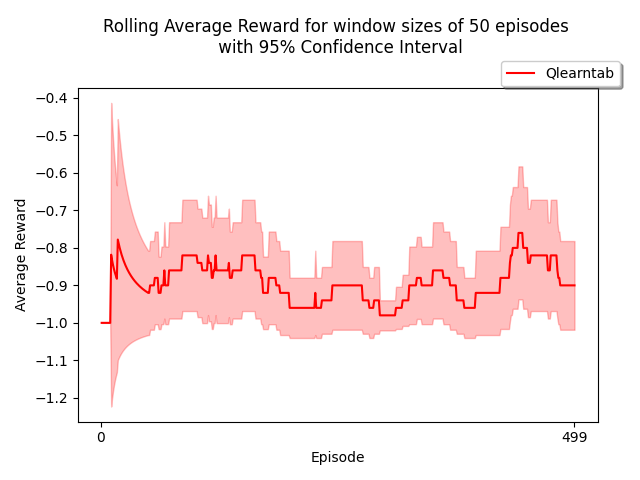 Rolling Average Reward for window sizes of 50 episodes
with 95% Confidence Interval
Qlearntab
−0.4
−0.5
−0.6
−0.7
−0.8
−0.9
−1.0
−1.1
−1.2
Average Reward
0
499
Episode